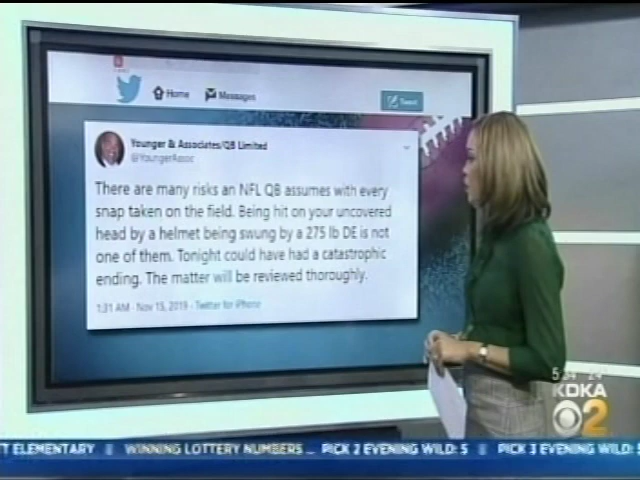 Home Messages Tweet
Younger & Associates/QB Limited
@YoungerAssoc
There are many risks an NFL QB assumes with every
snap taken on the field. Being hit on your uncovered
head by a helmet being swung by a 275 lb DE is not
one of them. Tonight could have had a catastrophic
ending. The matter will be reviewed thoroughly.
1:31 AM - Nov 15, 2019 - Twitter for iPhone
KDKA
2
T ELEMENTARY WINNING LOTTERY NUMBERS... PICK 2 EVENING WILD: 5 PICK 3 EVENING WILD: